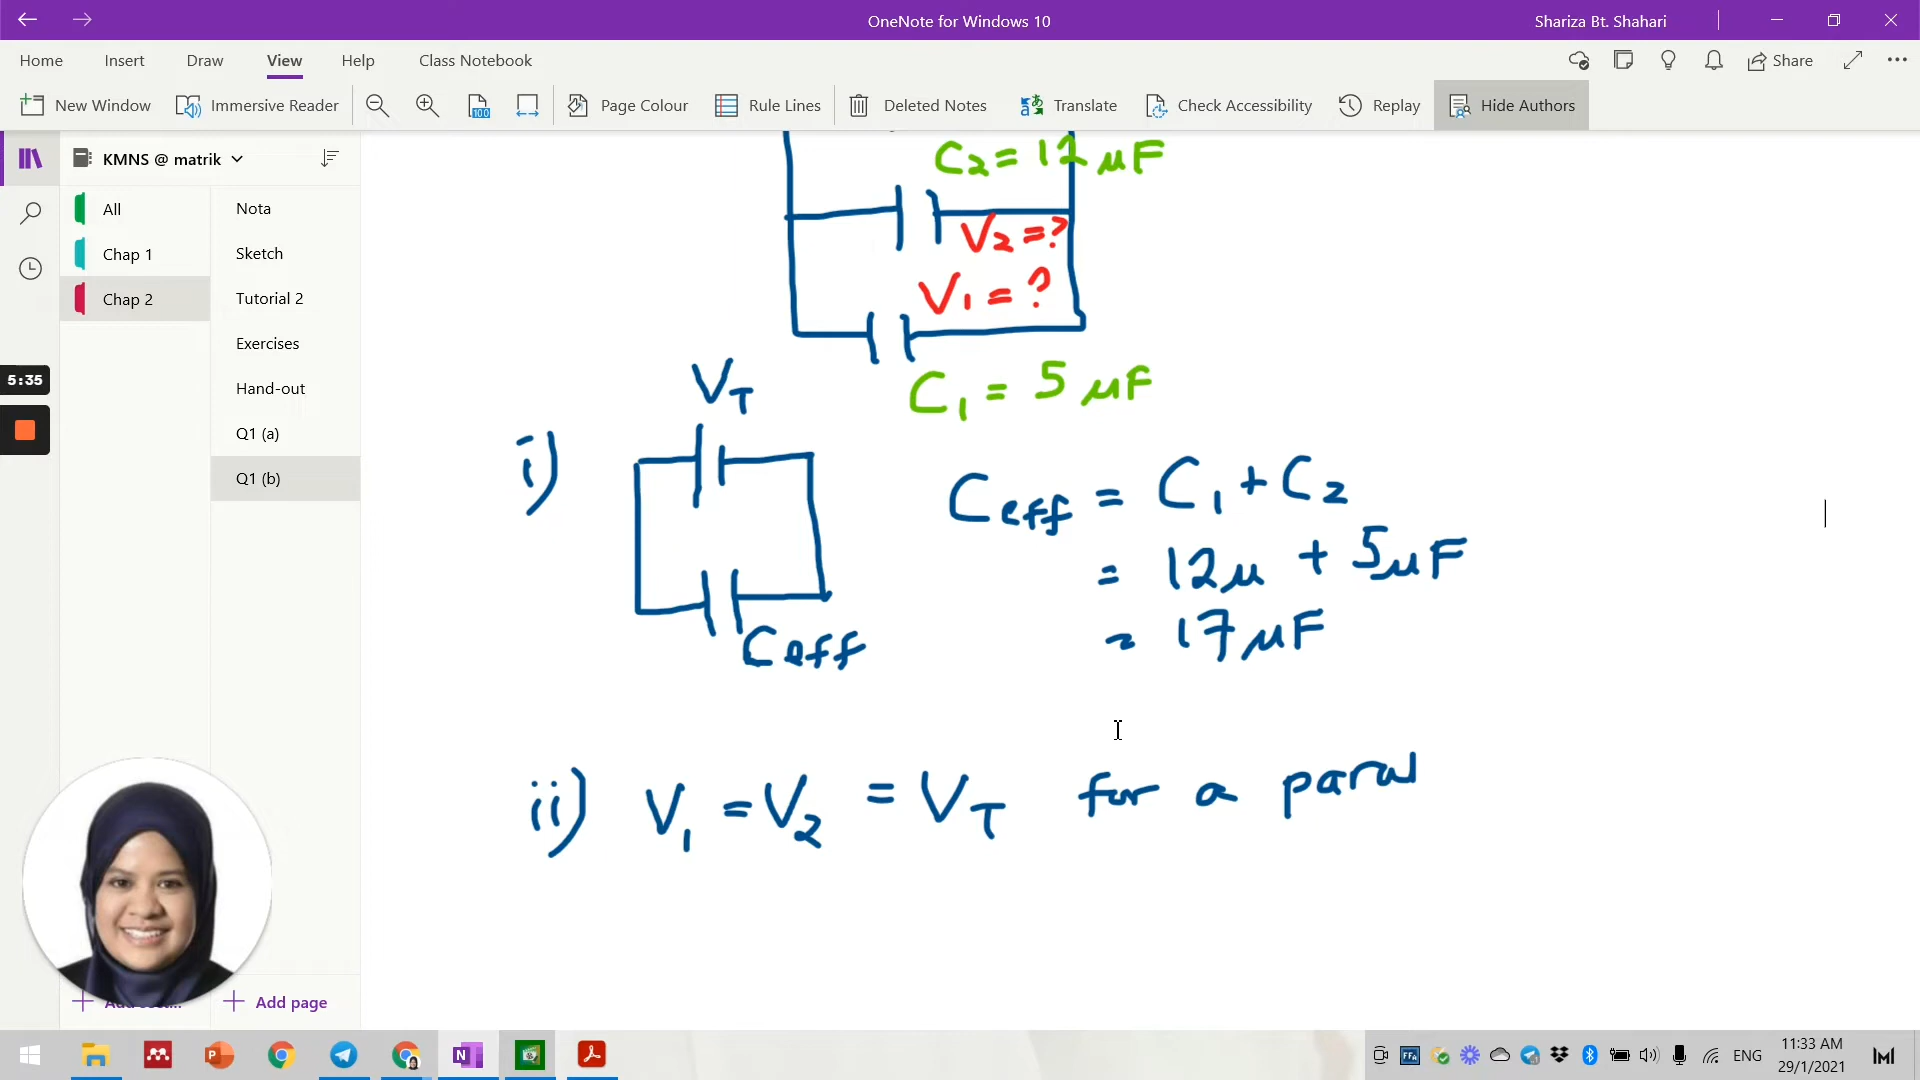 OneNote for Windows 10
Shariza Bt. Shahari
Home Insert Draw View Help Class Notebook
Share
New Window Immersive Reader 100 Page Colour Rule Lines Deleted Notes Translate Check Accessibility Replay Hide Authors
KMNS @ matrik
All
Chap 1
Chap 2
Nota
Sketch
Tutorial 2
Exercises
Hand-out
Q1 (a)
Q1 (b)
5:35
C2 = 12 μF
V2 = ?
V1 = ?
C1 = 5 μF
VT
i)
Ceff
Ceff = C1 + C2
= 12μ + 5μF
= 17μF
ii) V1 = V2 = VT for a paral
Add page
ENG
11:33 AM
29/1/2021